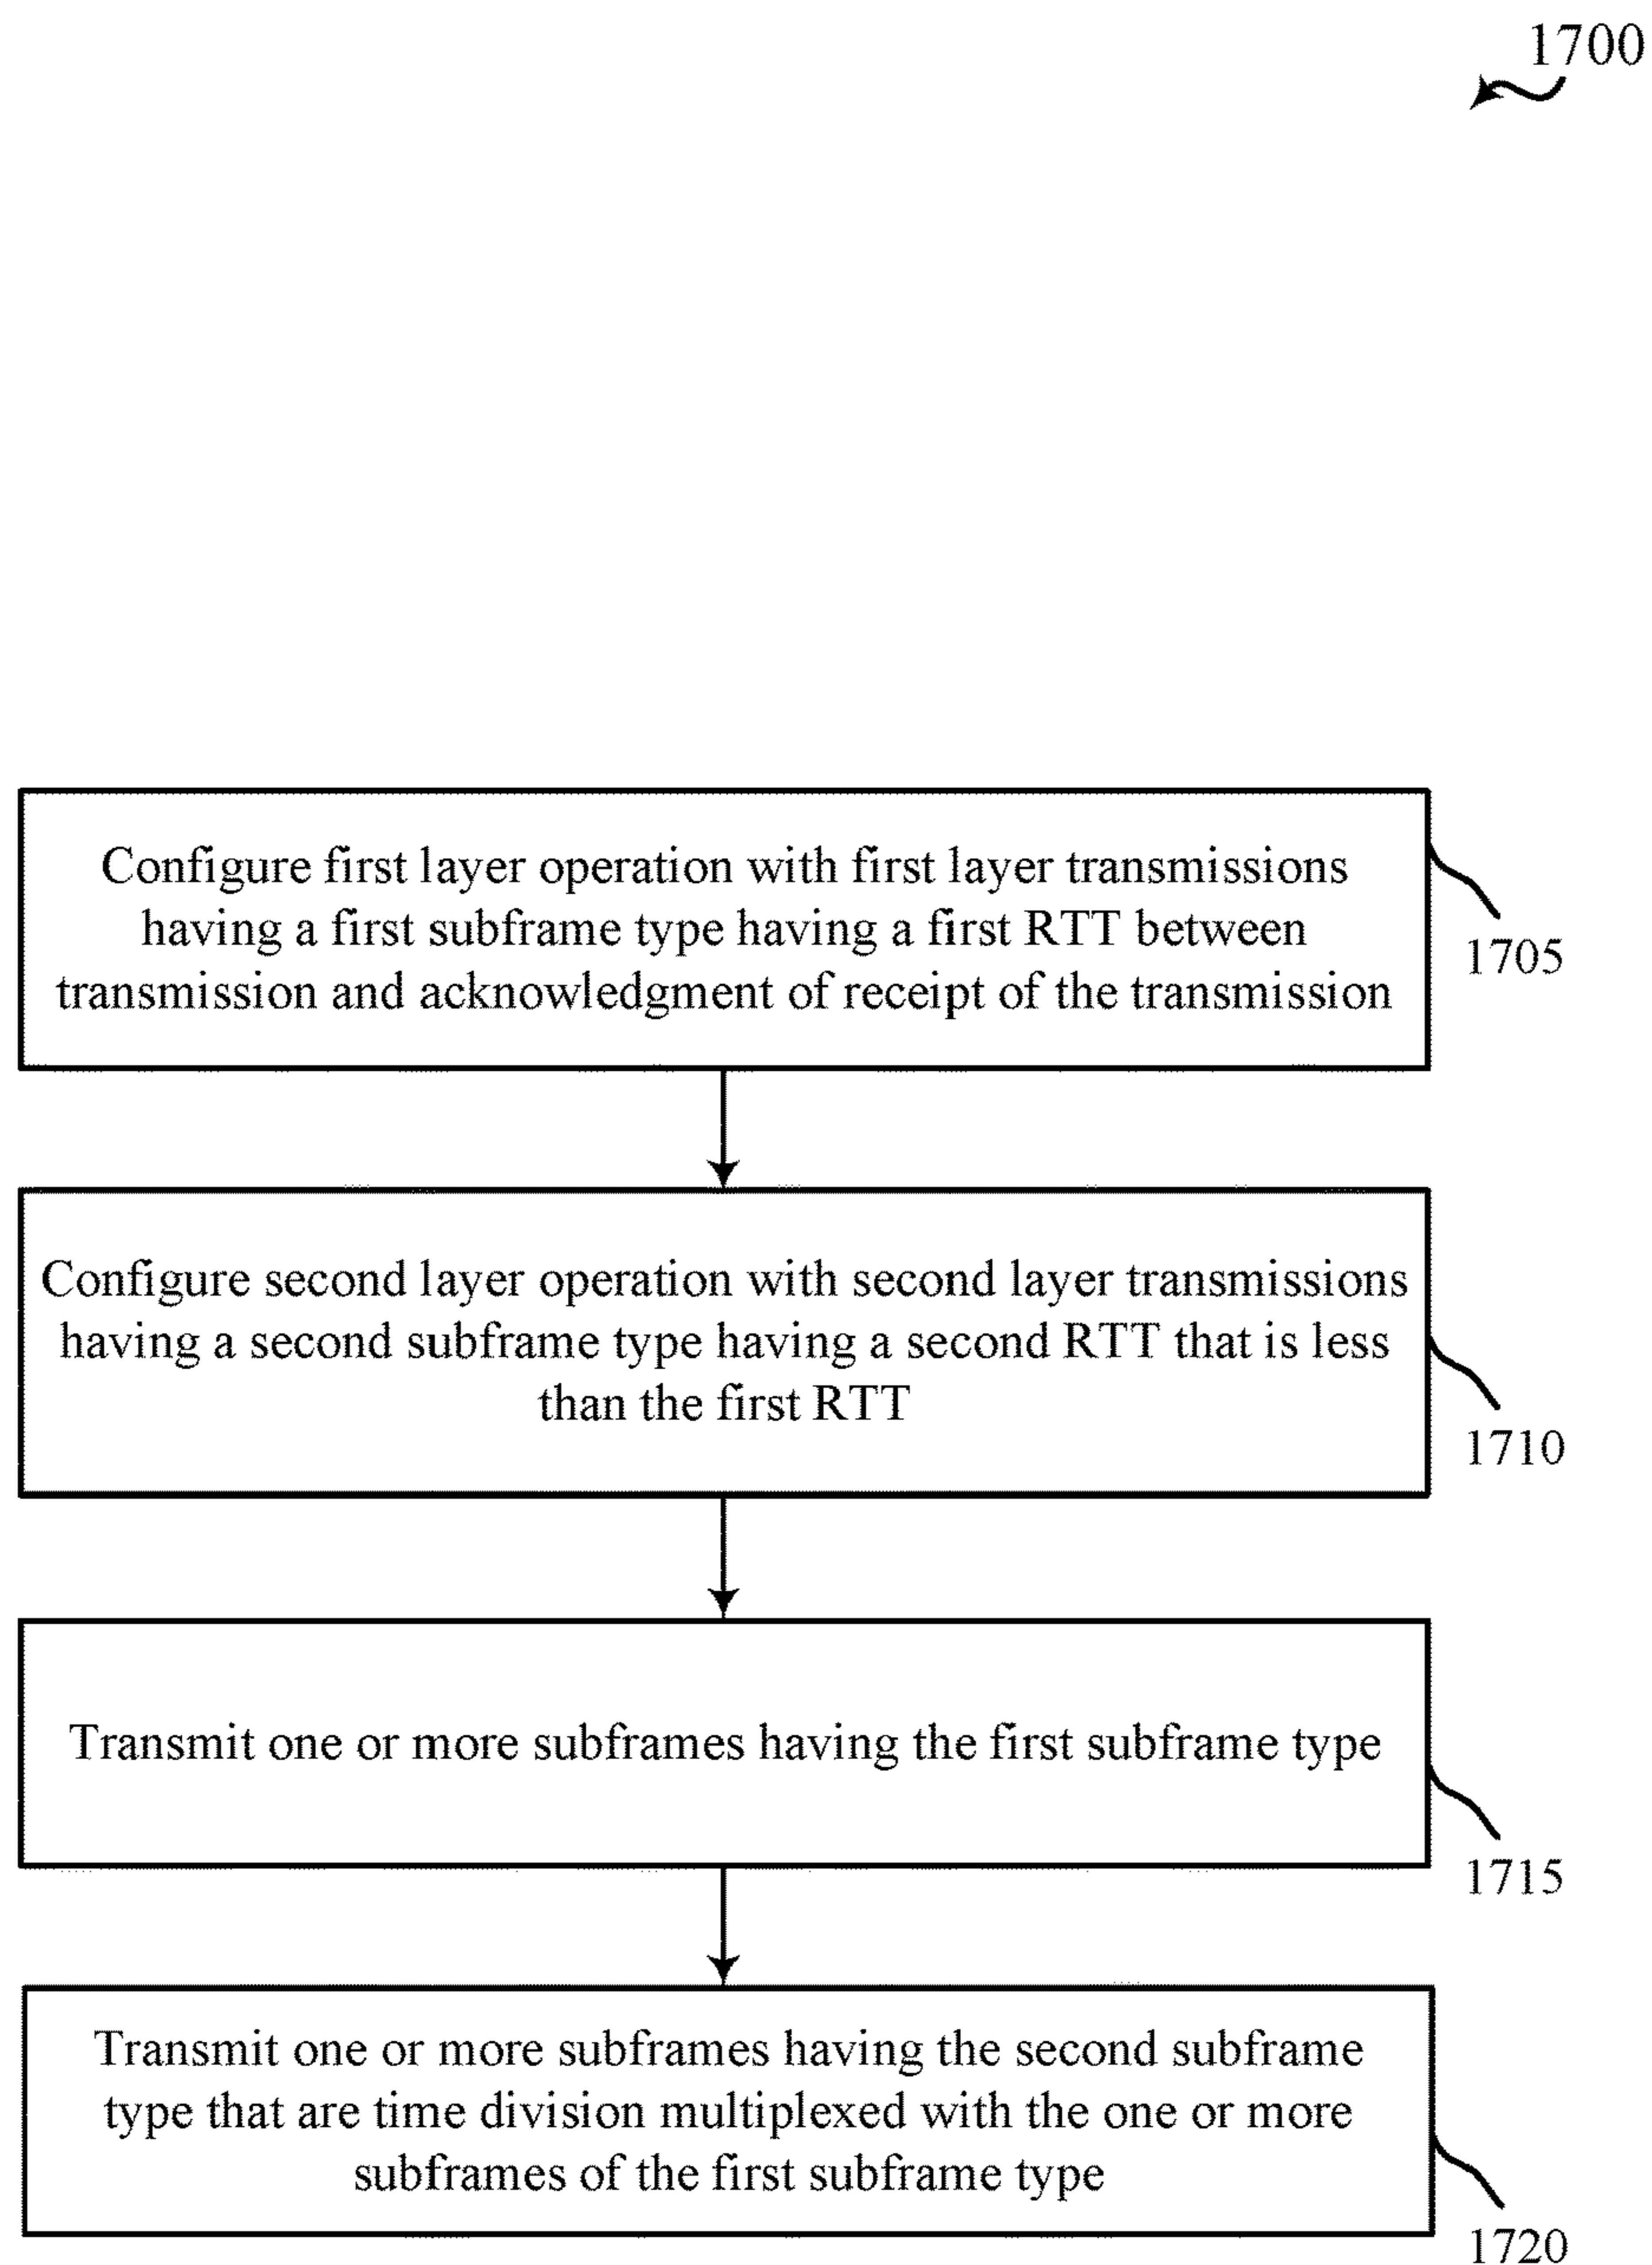 1700
Configure first layer operation with first layer transmissions
having a first subframe type having a first RTT between
transmission and acknowledgment of receipt of the transmission
1705
Configure second layer operation with second layer transmissions
having a second subframe type having a second RTT that is less
than the first RTT
1710
Transmit one or more subframes having the first subframe type
1715
Transmit one or more subframes having the second subframe
type that are time division multiplexed with the one or more
subframes of the first subframe type
1720